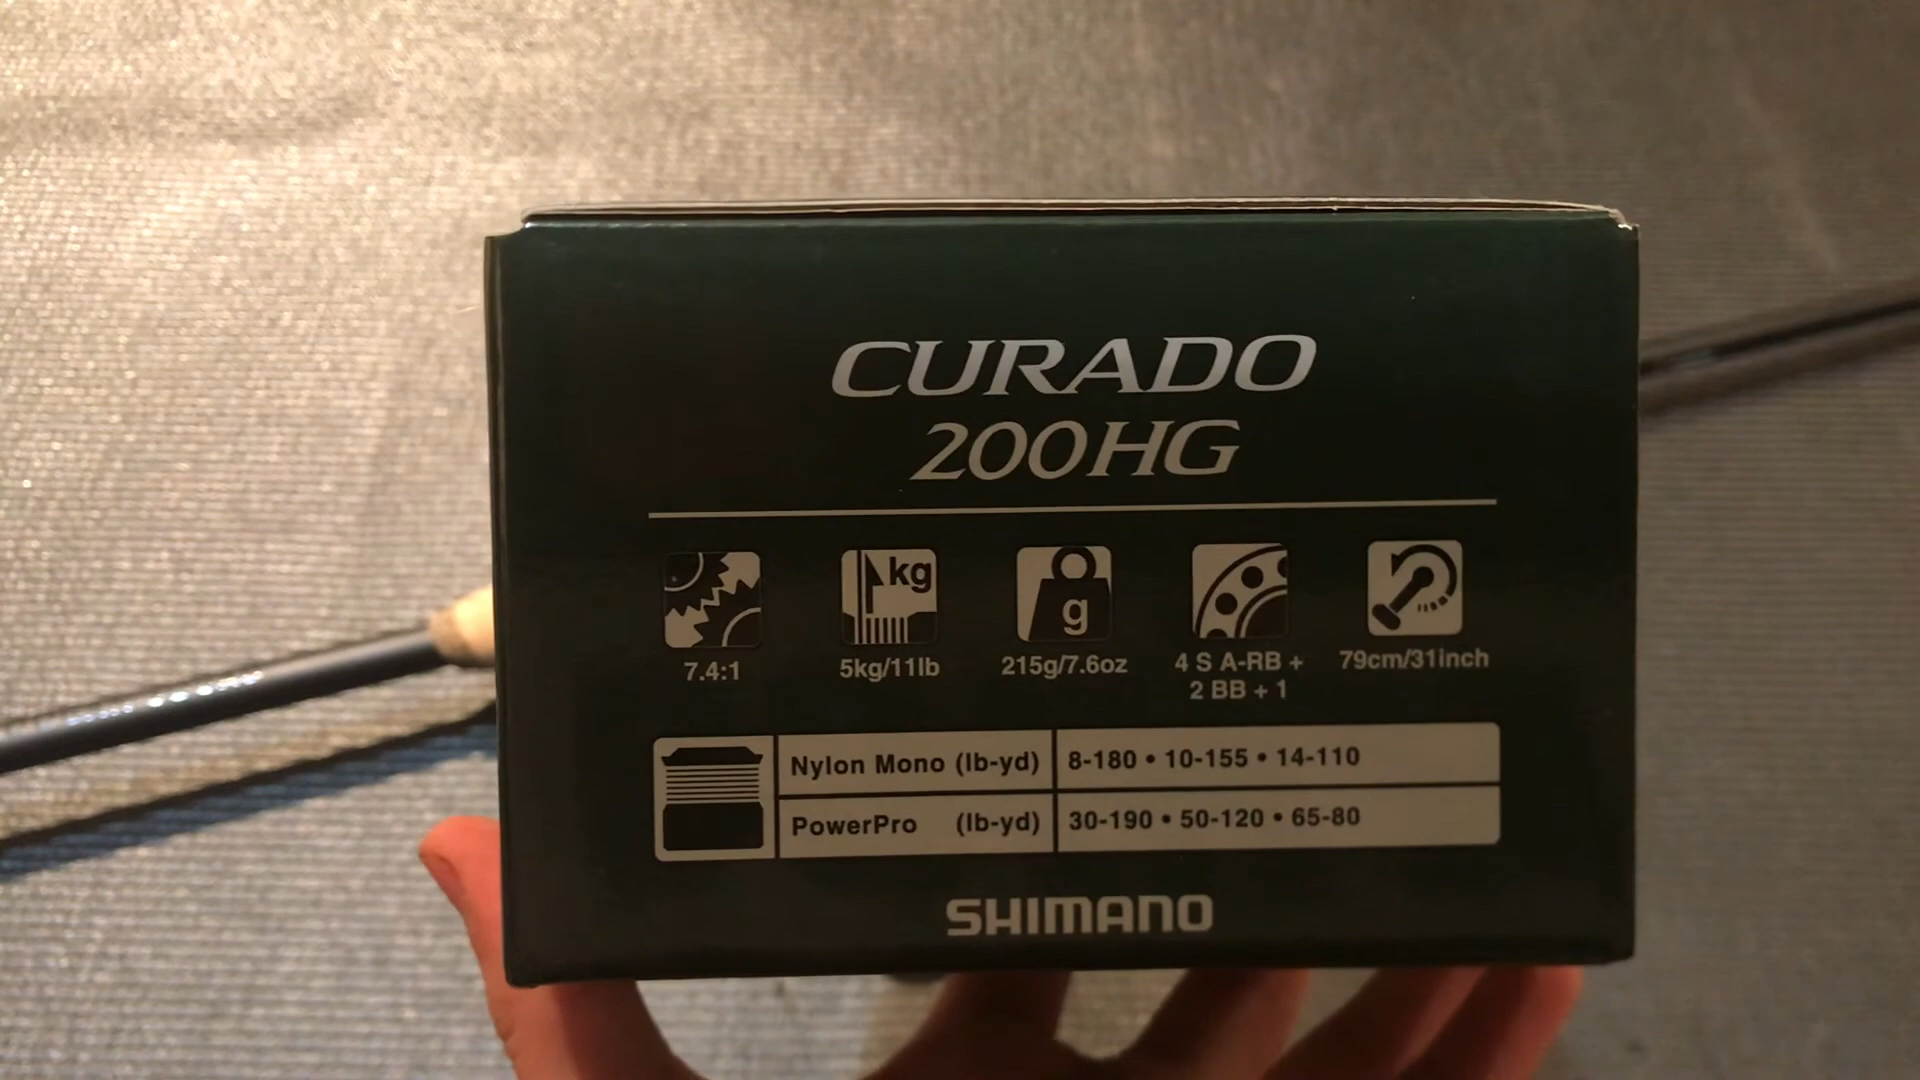 CURADO
200HG
kg
g
7.4:1
5kg/11lb
215g/7.6oz
4 S A-RB +
2 BB + 1
79cm/31inch
Nylon Mono (lb-yd) 8-180 • 10-155 • 14-110
PowerPro (lb-yd) 30-190 • 50-120 • 65-80
SHIMANO